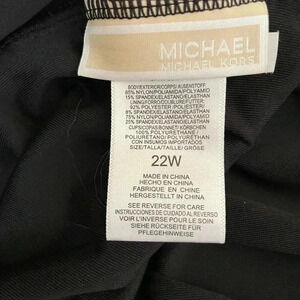 MICHAEL
MICHAEL KORS
BODY/EXTERIOR/CORPS/AUSENSTOFF
85% NYLON/POLIAMIDA/POLYAMID
15% SPANDEX/ELASTANO/ELASTHAN
LINING/FORRO/DOUBLURE/FUTTER:
92% POLYESTER/POLIÉSTER/
8% SPANDEX/ELASTANO/ELASTHAN
75% NYLON/POLIAMIDA/POLYAMID
25% SPANDEX/ELASTANO/ELASTHAN
CUPS/COPAS/BONNET/KÖRBCHEN
100% POLYURETHANE/
POLIURETANO/POLYURETHAN
CON INSUMOS IMPORTADOS
SIZE/TALLA/TAILLE/GRÖSSE
22W
MADE IN CHINA
HECHO EN CHINA
FABRIQUE EN CHINE
HERGESTELLT IN CHINA
SEE REVERSE FOR CARE
INSTRUCCIONES DE CUIDADO AL REVERSO
VOIR L'INVERSE POUR LE SOIN
SIEHE RÜCKSEITE FÜR
PFLEGEHINWEISE